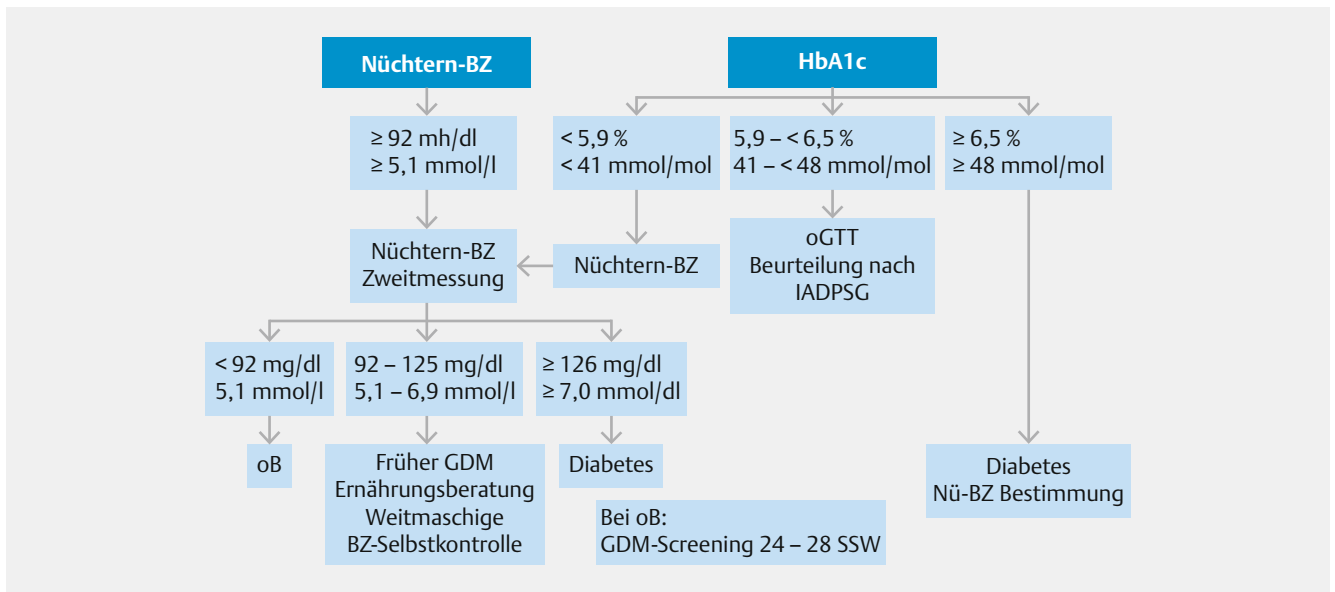 Nüchtern-BZ
HbA1c
≥ 92 mh/dl
≥ 5,1 mmol/l
< 5,9 %
< 41 mmol/mol
5,9 – < 6,5 %
41 – < 48 mmol/mol
≥ 6,5 %
≥ 48 mmol/mol
Nüchtern-BZ
Zweitmessung
Nüchtern-BZ
oGTT
Beurteilung nach
IADPSG
< 92 mg/dl
5,1 mmol/l
92 – 125 mg/dl
5,1 – 6,9 mmol/l
≥ 126 mg/dl
≥ 7,0 mmol/dl
oB
Früher GDM
Ernährungsberatung
Weitmaschige
BZ-Selbstkontrolle
Diabetes
Diabetes
Nü-BZ Bestimmung
Bei oB:
GDM-Screening 24 – 28 SSW